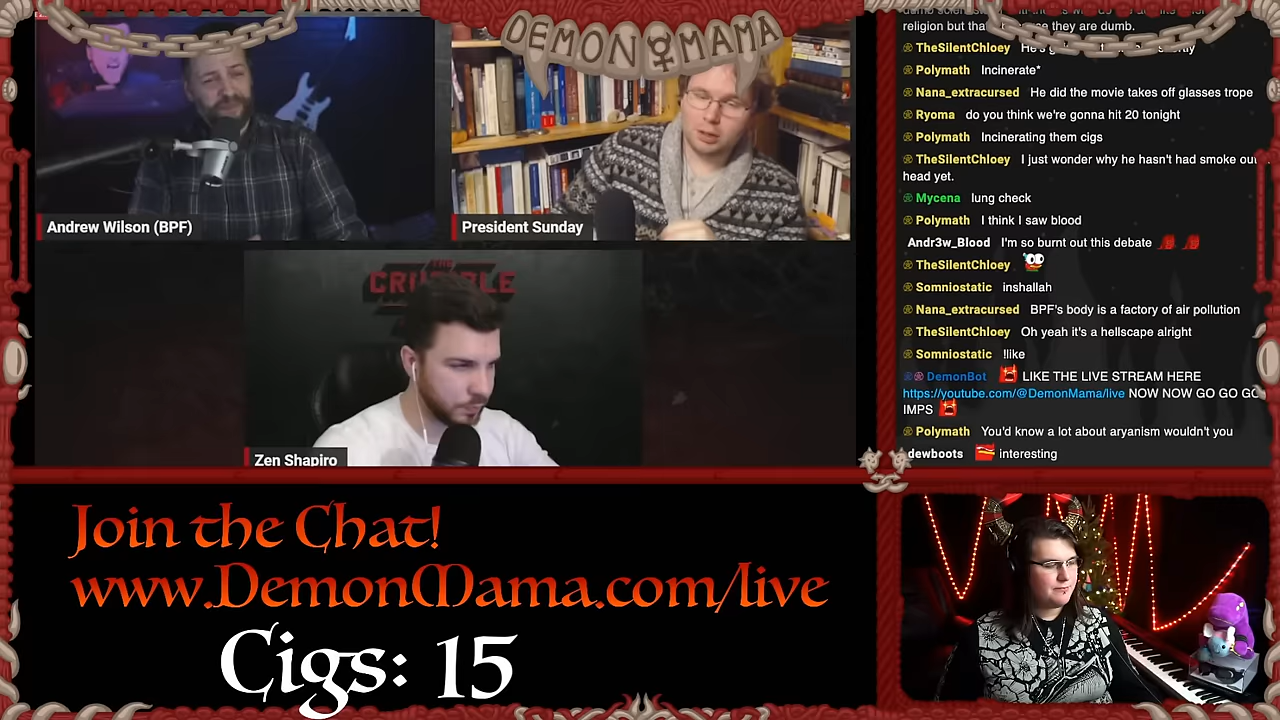 DEMON MAMA
Andrew Wilson (BPF)
President Sunday
THE
Zen Shapiro
religion but tha
they are dumb.
TheSilentChloey He's
Polymath Incinerate*
Nana_extracursed He did the movie takes off glasses trope
Ryoma do you think we're gonna hit 20 tonight
Polymath Incinerating them cigs
TheSilentChloey I just wonder why he hasn't had smoke ou
head yet.
Mycena lung check
Polymath I think I saw blood
Andr3w_Blood I'm so burnt out this debate
TheSilentChloey
Somniostatic inshallah
Nana_extracursed BPF's body is a factory of air pollution
TheSilentChloey Oh yeah it's a hellscape alright
Somniostatic !like
DemonBot LIKE THE LIVE STREAM HERE
https://youtube.com/@DemonMama/live NOW NOW GO GO GO
IMPS
Polymath You'd know a lot about aryanism wouldn't you
dewboots interesting
Join the Chat!
www.DemonMama.com/live
Cigs: 15